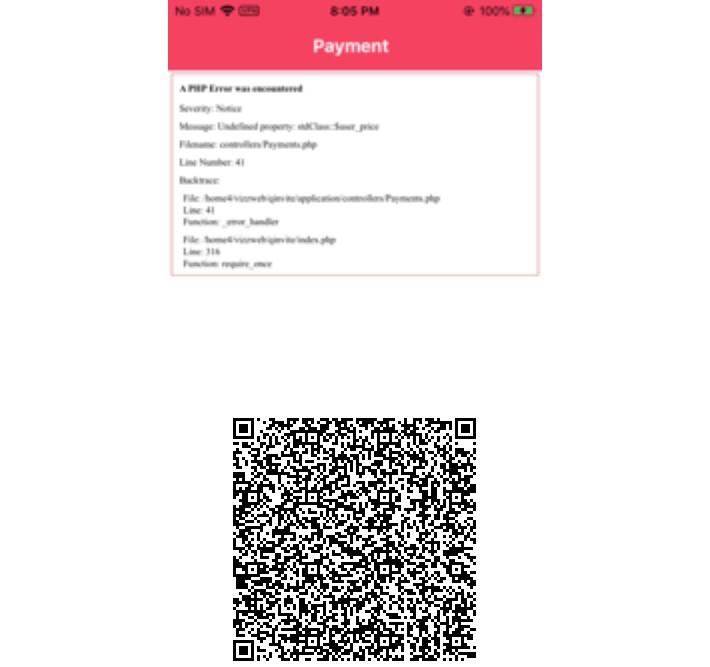 No SIM VPN 8:05 PM 100%
Payment
A PHP Error was encountered
Severity: Notice
Message: Undefined property: stdClass::$user_price
Filename: controllers/Payments.php
Line Number: 41
Backtrace:
File: /home4/vizzweb/qinvite/application/controllers/Payments.php
Line: 41
Function: _error_handler
File: /home4/vizzweb/qinvite/index.php
Line: 316
Function: require_once